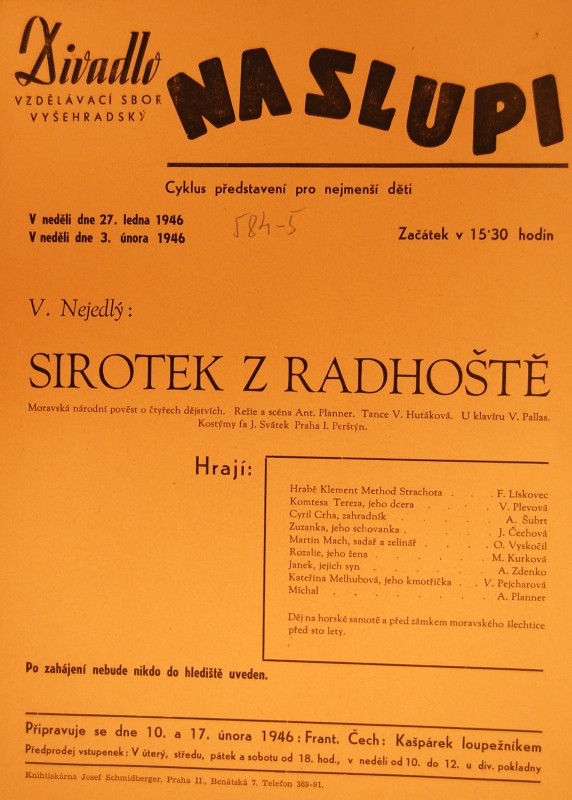 Divadlo
VZDĚLÁVACÍ SBOR
VYŠEHRADSKÝ
NA SLUPI
Cyklus představení pro nejmenší děti
V neděli dne 27. ledna 1946
V neděli dne 3. února 1946
584-5
Začátek v 15·30 hodin
V. Nejedlý:
SIROTEK Z RADHOŠTĚ
Moravská národní pověst o čtyřech dějstvích. Režie a scéna Ant. Planner. Tance V. Hutáková. U klavíru V. Pallas.
Kostýmy fa J. Svátek Praha I. Perštýn.
Hrají:
Hrabě Klement Method Strachota . . . F. Lískovec
Komtesa Tereza, jeho dcera . . . . V. Plevová
Cyril Crha, zahradník . . . . . A. Šubrt
Zuzanka, jeho schovanka . . . . . J. Čechová
Martin Mach, sadař a zelinář . . . . O. Vyskočil
Rozalie, jeho žena . . . . . M. Kurková
Janek, jejich syn . . . . . . A. Zdenko
Kateřina Melhubová, jeho kmotřička . . V. Pejcharová
Míchal . . . . . . . A. Planner
Děj na horské samotě a před zámkem moravského šlechtice
před sto lety.
Po zahájení nebude nikdo do hlediště uveden.
Připravuje se dne 10. a 17. února 1946: Frant. Čech: Kašpárek loupežníkem
Předprodej vstupenek: V úterý, středu, pátek a sobotu od 18. hod., v neděli od 10. do 12. u div. pokladny
Knihtiskárna Josef Schmidberger, Praha II., Benátská 7. Telefon 369-91.